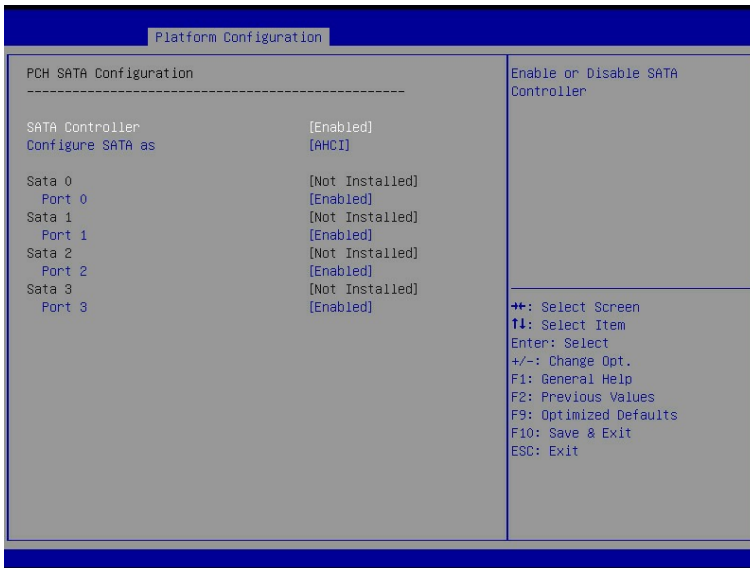 Platform Configuration
PCH SATA Configuration
--------------------------------------------------
SATA Controller [Enabled]
Configure SATA as [AHCI]
Sata 0 [Not Installed]
Port 0 [Enabled]
Sata 1 [Not Installed]
Port 1 [Enabled]
Sata 2 [Not Installed]
Port 2 [Enabled]
Sata 3 [Not Installed]
Port 3 [Enabled]
Enable or Disable SATA
Controller
→←: Select Screen
↑↓: Select Item
Enter: Select
+/-: Change Opt.
F1: General Help
F2: Previous Values
F9: Optimized Defaults
F10: Save & Exit
ESC: Exit